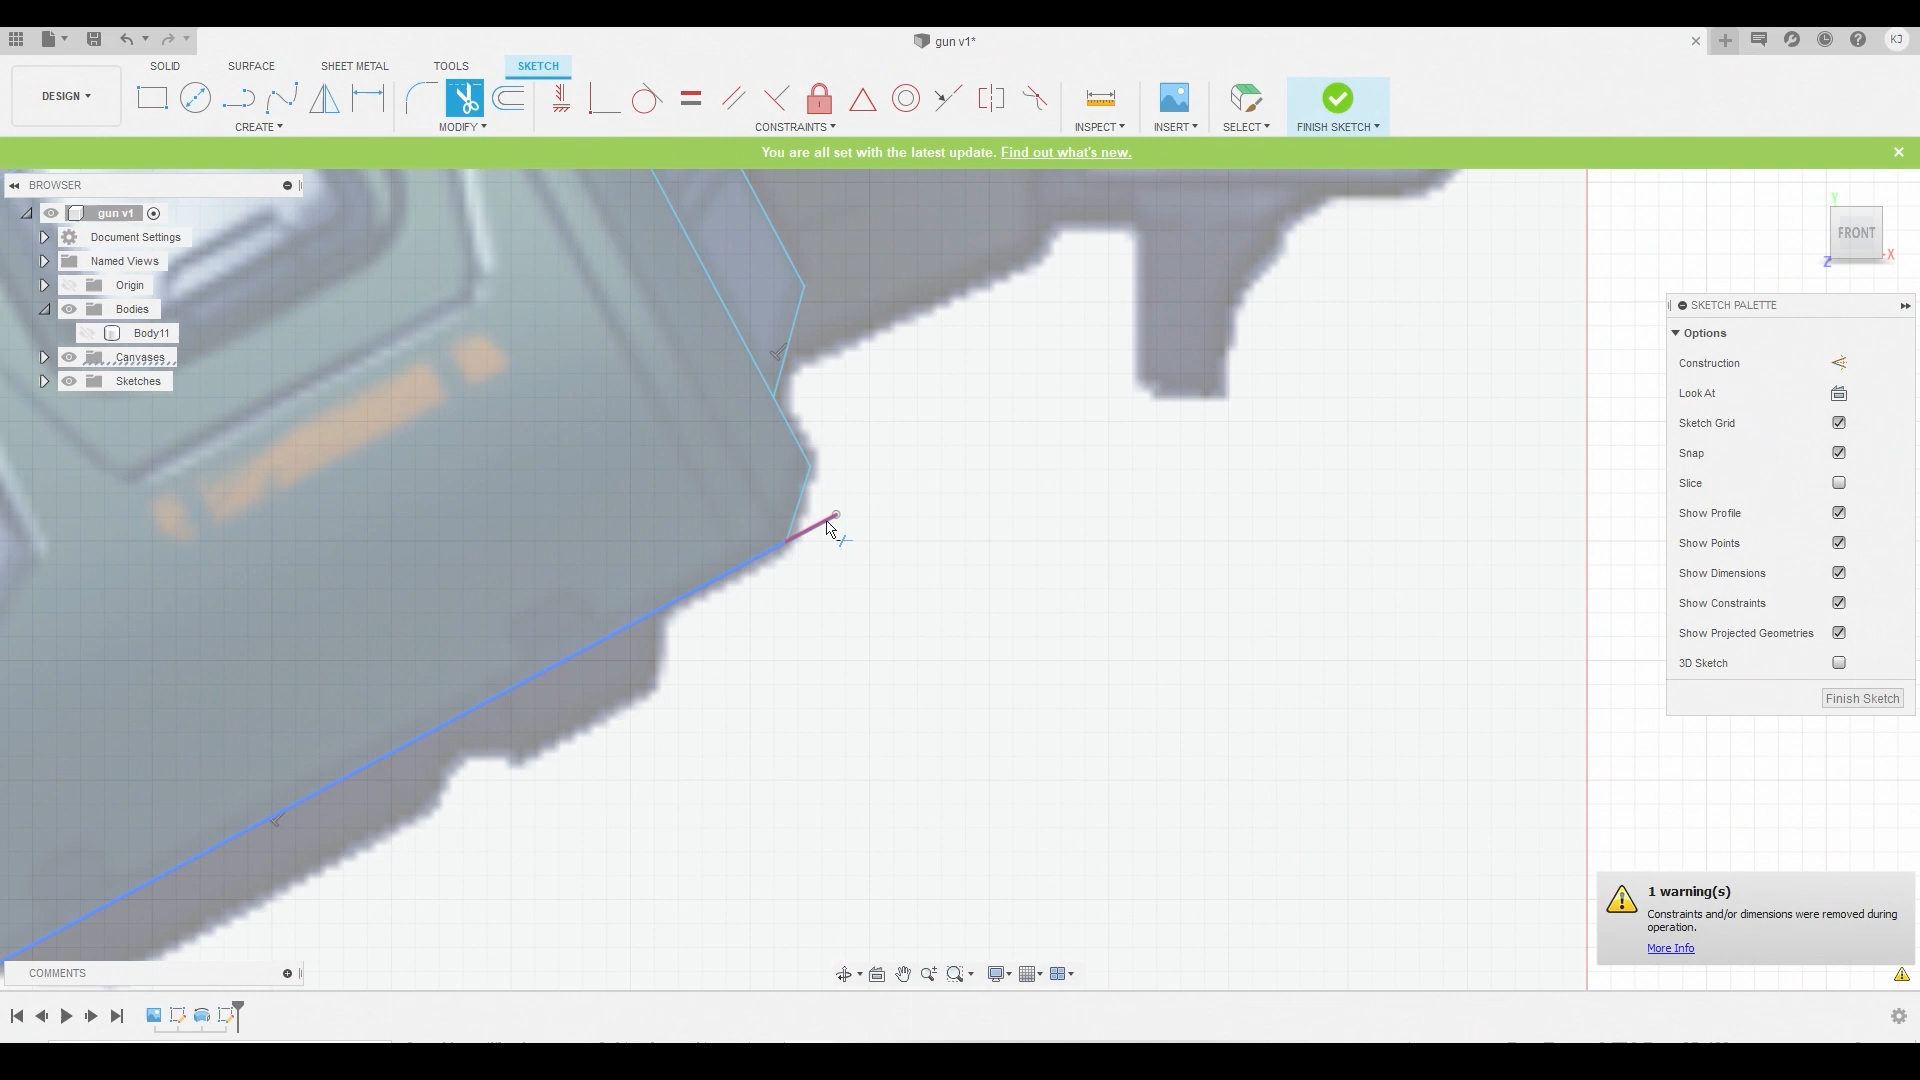 gun v1*
KJ
SOLID
SURFACE
SHEET METAL
TOOLS
SKETCH
DESIGN
CREATE
MODIFY
CONSTRAINTS
INSPECT
INSERT
SELECT
FINISH SKETCH
You are all set with the latest update. Find out what's new.
BROWSER
gun v1
Document Settings
Named Views
Origin
Bodies
Body11
Canvases
Sketches
Y
FRONT
X
Z
SKETCH PALETTE
Options
Construction
Look At
Sketch Grid
Snap
Slice
Show Profile
Show Points
Show Dimensions
Show Constraints
Show Projected Geometries
3D Sketch
Finish Sketch
1 warning(s)
Constraints and/or dimensions were removed during
operation.
More Info
COMMENTS